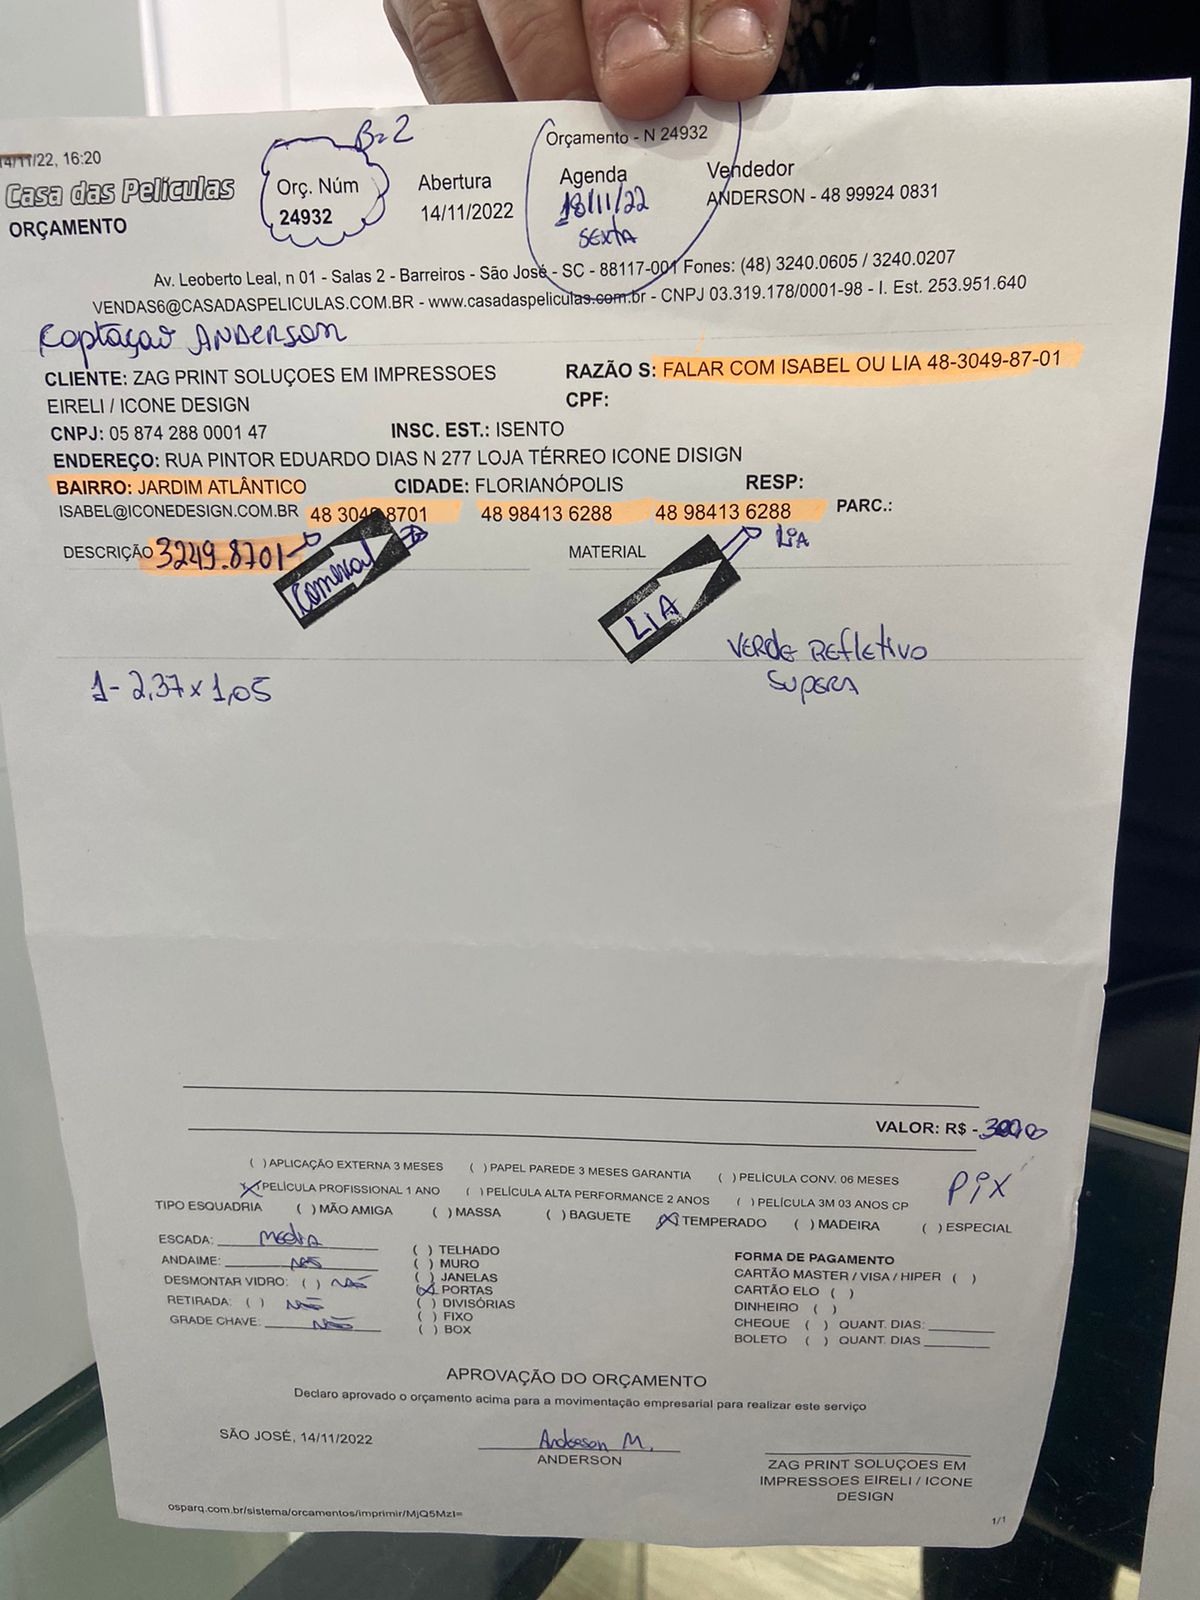 14/11/22, 16:20
B=2
Orçamento - N 24932
Casa das Películas
ORÇAMENTO
Orç. Núm
24932
Abertura
14/11/2022
Agenda
18/11/22
SEXTA
Vendedor
ANDERSON - 48 99924 0831
Av. Leoberto Leal, n 01 - Salas 2 - Barreiros - São José - SC - 88117-001 Fones: (48) 3240.0605 / 3240.0207
VENDAS6@CASADASPELICULAS.COM.BR - www.casadaspeliculas.com.br - CNPJ 03.319.178/0001-98 - I. Est. 253.951.640
Captação ANDERSON
CLIENTE: ZAG PRINT SOLUÇOES EM IMPRESSOES
EIRELI / ICONE DESIGN
RAZÃO S: FALAR COM ISABEL OU LIA 48-3049-87-01
CPF:
CNPJ: 05 874 288 0001 47 INSC. EST.: ISENTO
ENDEREÇO: RUA PINTOR EDUARDO DIAS N 277 LOJA TÉRREO ICONE DISIGN
BAIRRO: JARDIM ATLÂNTICO CIDADE: FLORIANÓPOLIS RESP:
ISABEL@ICONEDESIGN.COM.BR 48 3049 8701 48 98413 6288 48 98413 6288 PARC.:
DESCRIÇÃO 3249.8701 MATERIAL LIA
Comercial
LIA
VERDE REFLETIVO
SUPERA
1- 2,37 x 1,05
VALOR: R$ -
( ) APLICAÇÃO EXTERNA 3 MESES ( ) PAPEL PAREDE 3 MESES GARANTIA ( ) PELÍCULA CONV. 06 MESES
(X) PELÍCULA PROFISSIONAL 1 ANO ( ) PELÍCULA ALTA PERFORMANCE 2 ANOS ( ) PELÍCULA 3M 03 ANOS CP
PIX
TIPO ESQUADRIA ( ) MÃO AMIGA ( ) MASSA ( ) BAGUETE (X) TEMPERADO ( ) MADEIRA ( ) ESPECIAL
ESCADA: MEDIA
ANDAIME: NÃO
DESMONTAR VIDRO: ( ) NÃO
RETIRADA: ( ) NÃO
GRADE CHAVE: NÃO
( ) TELHADO
( ) MURO
( ) JANELAS
(X) PORTAS
( ) DIVISÓRIAS
( ) FIXO
( ) BOX
FORMA DE PAGAMENTO
CARTÃO MASTER / VISA / HIPER ( )
CARTÃO ELO ( )
DINHEIRO ( )
CHEQUE ( ) QUANT. DIAS:
BOLETO ( ) QUANT. DIAS
APROVAÇÃO DO ORÇAMENTO
Declaro aprovado o orçamento acima para a movimentação empresarial para realizar este serviço
SÃO JOSÉ, 14/11/2022
Anderson M.
ANDERSON
ZAG PRINT SOLUÇOES EM
IMPRESSOES EIRELI / ICONE
DESIGN
osparq.com.br/sistema/orcamentos/imprimir/MjQ5MzI=
1/1